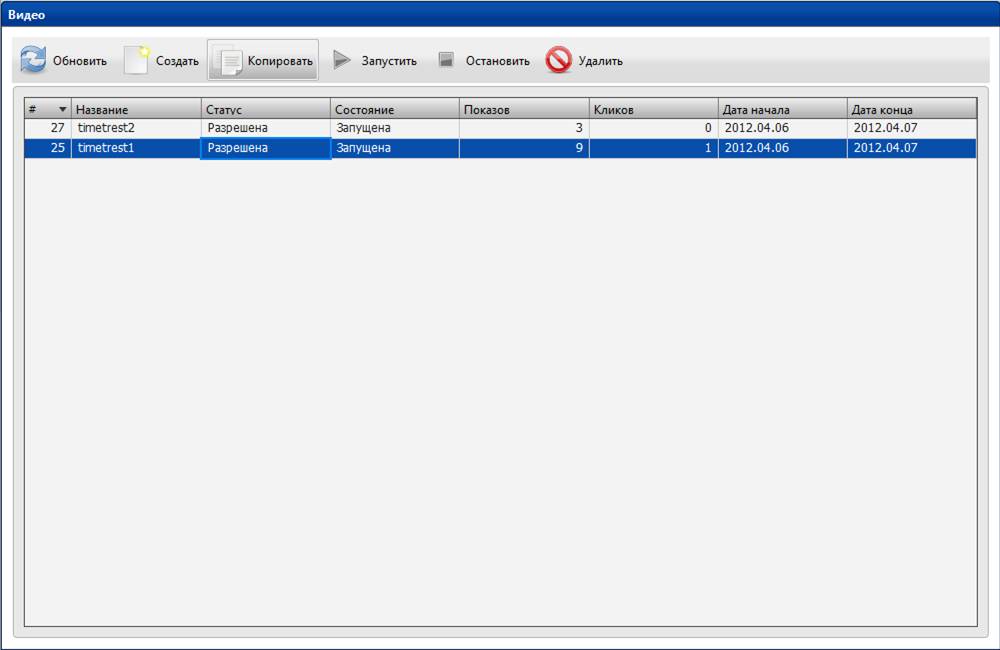 Видео
Обновить Создать Копировать Запустить Остановить Удалить
# Название Статус Состояние Показов Кликов Дата начала Дата конца
27 timetrest2 Разрешена Запущена 3 0 2012.04.06 2012.04.07
25 timetrest1 Разрешена Запущена 9 1 2012.04.06 2012.04.07